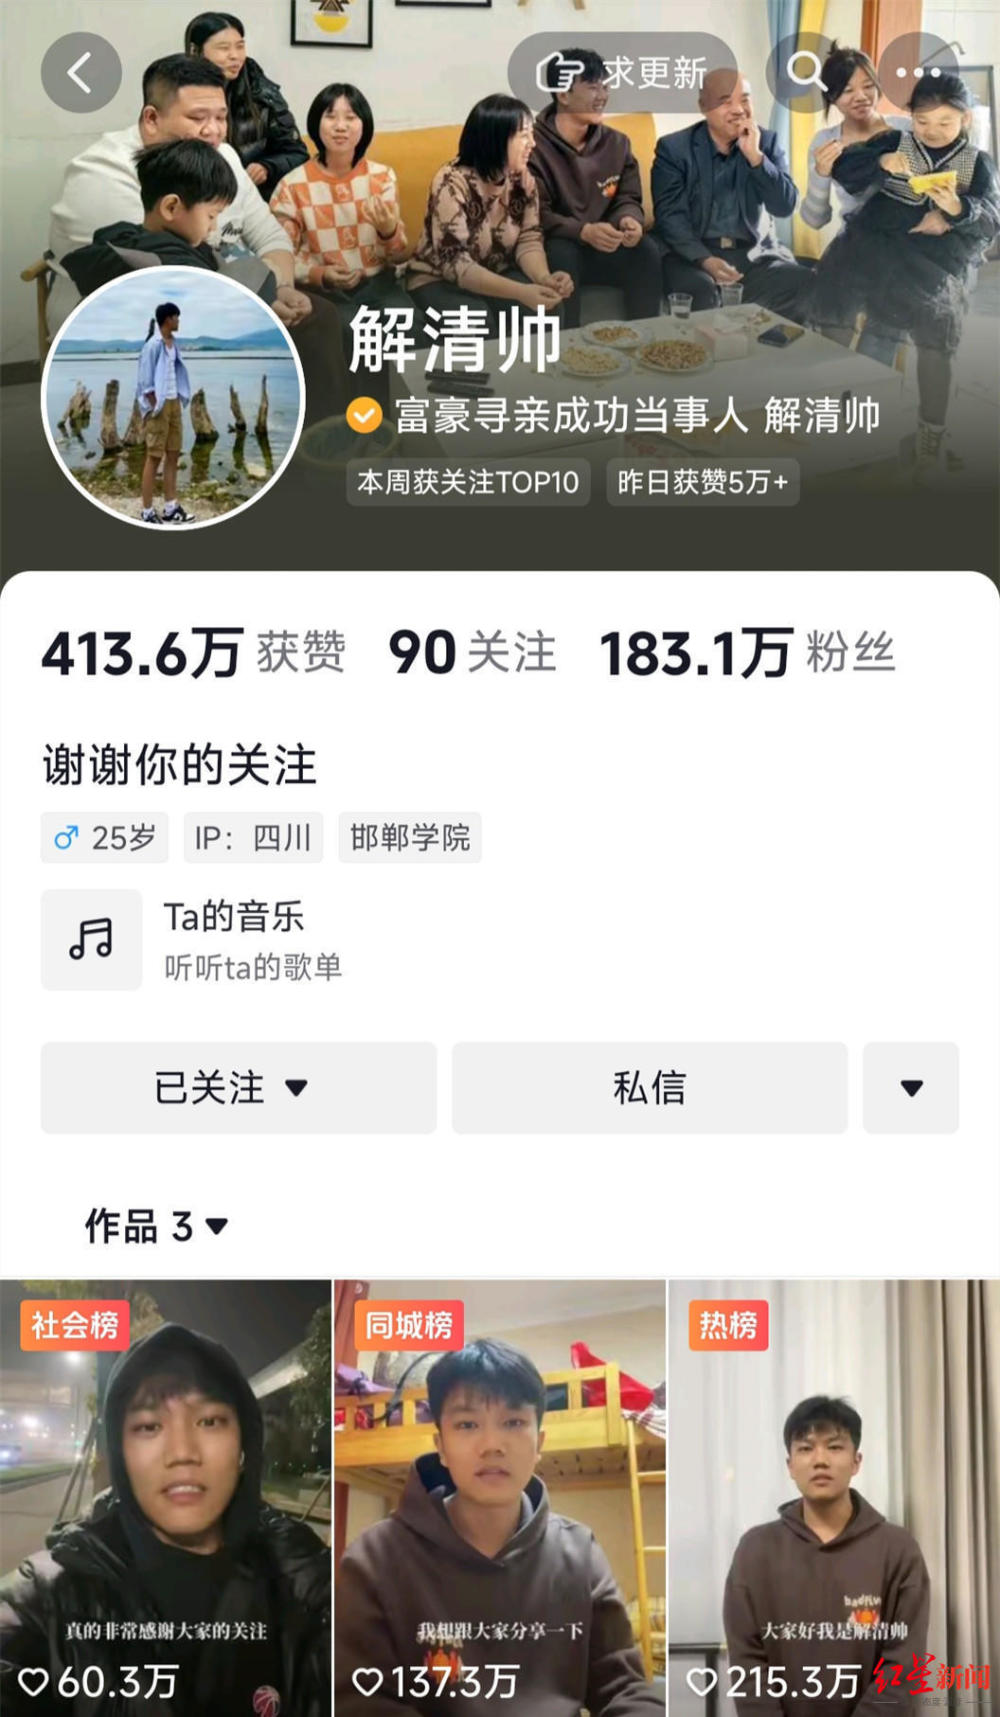 求更新
解清帅
富豪寻亲成功当事人 解清帅
本周获关注TOP10 昨日获赞5万+
413.6万 获赞 90 关注 183.1万 粉丝
谢谢你的关注
25岁 IP: 四川 邯郸学院
Ta的音乐
听听ta的歌单
已关注 私信
作品 3
社会榜 同城榜 热榜
真的非常感谢大家的关注 我想跟大家分享一下 大家好我是解清帅
60.3万 137.3万 215.3万
红星新闻